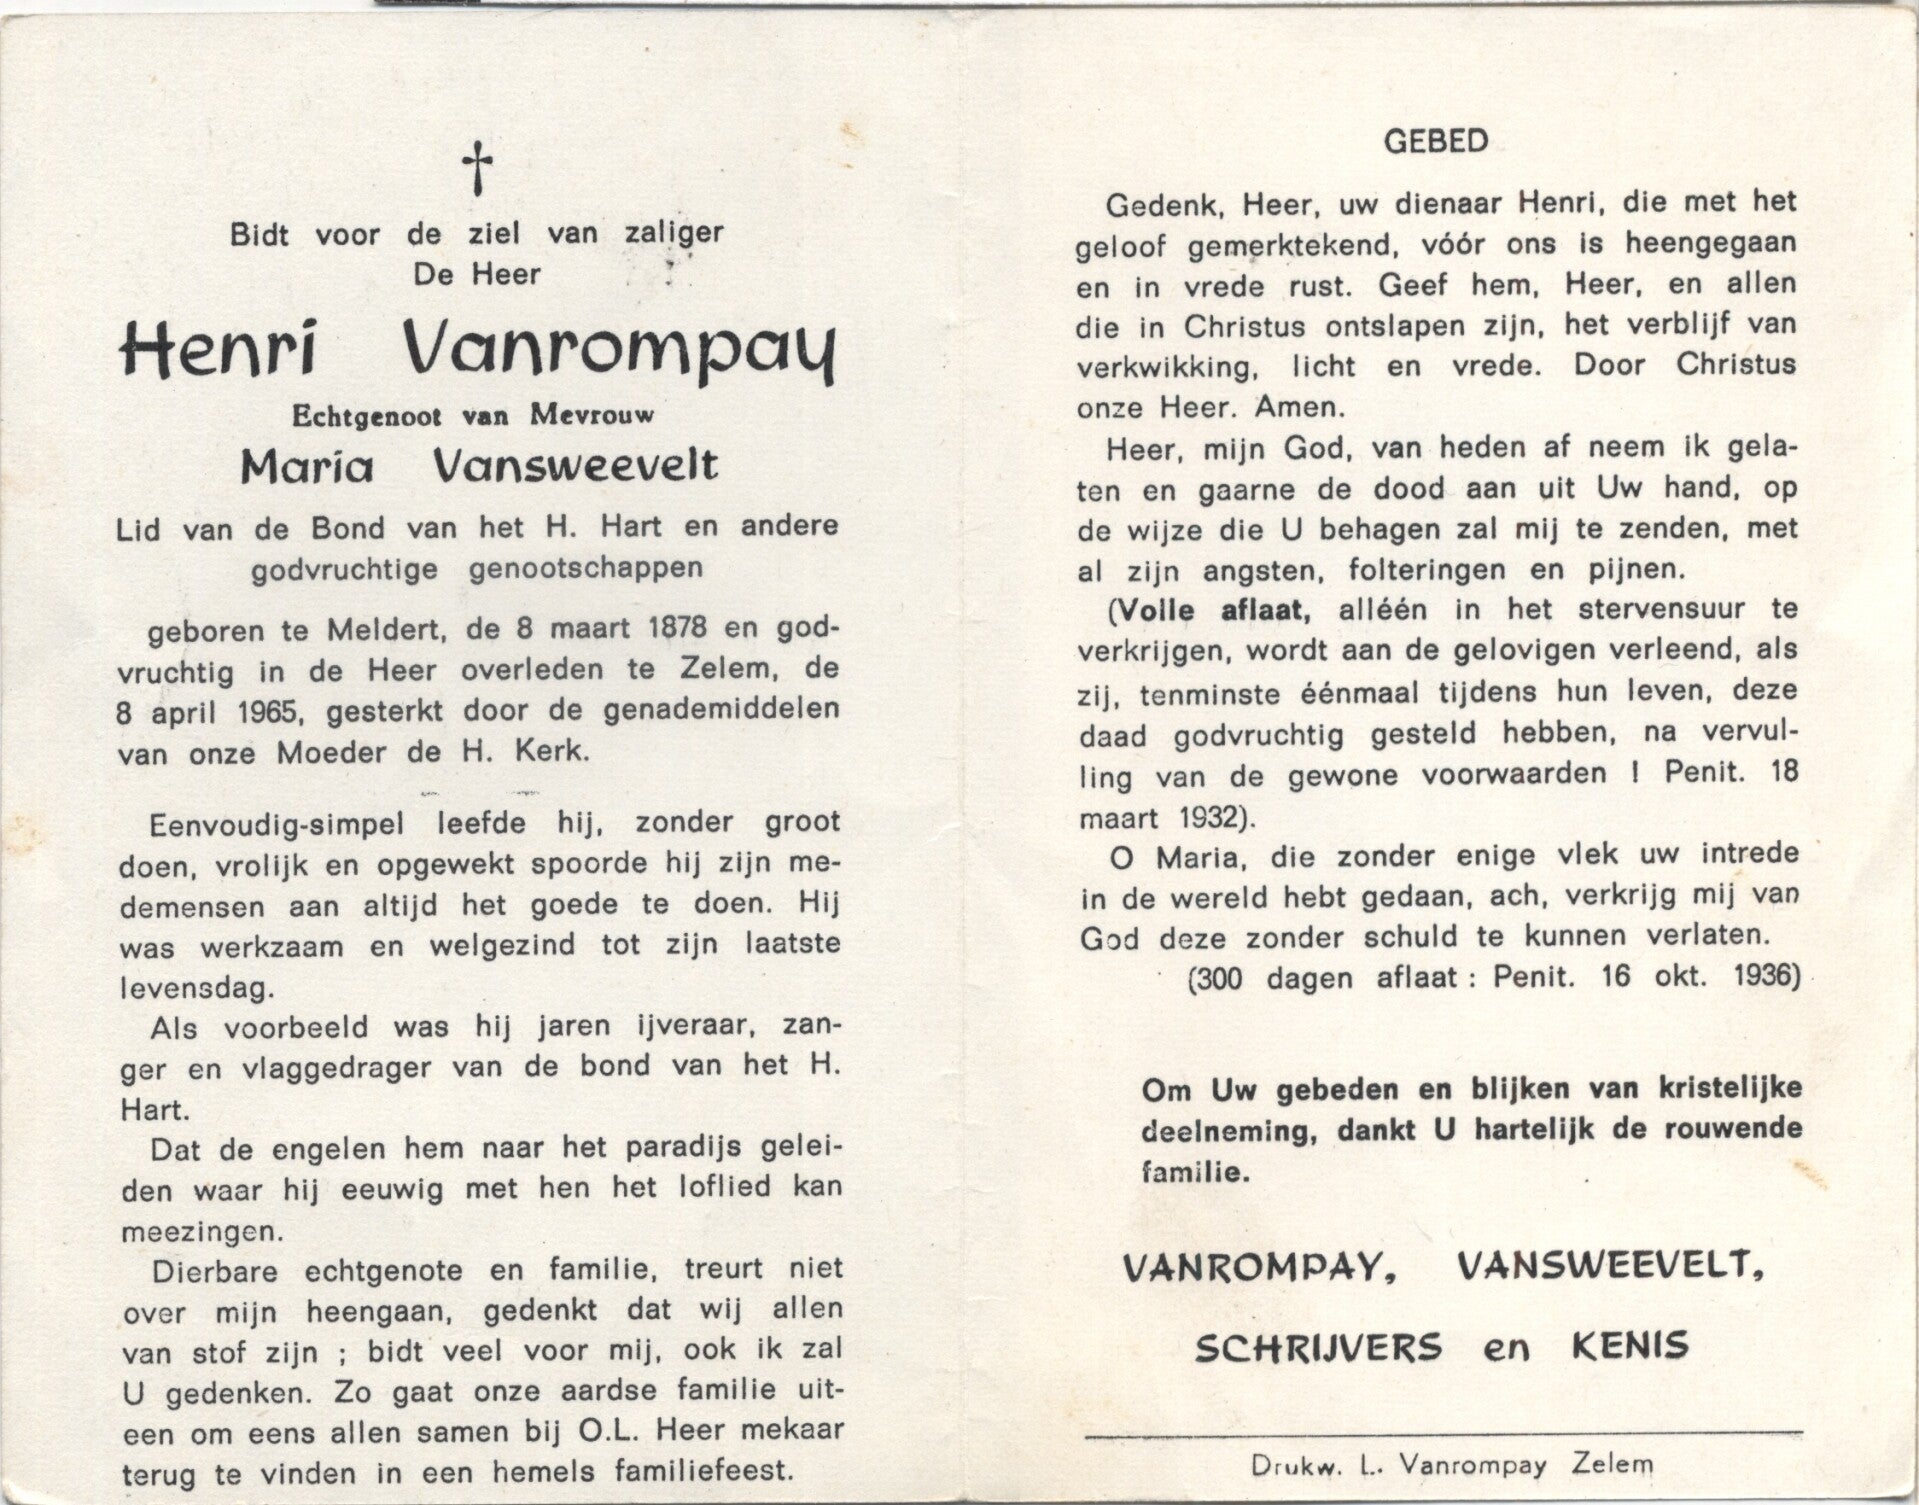 †
Bidt voor de ziel van zaliger
De Heer
Henri Vanrompay
Echtgenoot van Mevrouw
Maria Vansweevelt
Lid van de Bond van het H. Hart en andere
godvruchtige genootschappen
geboren te Meldert, de 8 maart 1878 en god-
vruchtig in de Heer overleden te Zelem, de
8 april 1965, gesterkt door de genademiddelen
van onze Moeder de H. Kerk.
Eenvoudig-simpel leefde hij, zonder groot
doen, vrolijk en opgewekt spoorde hij zijn me-
demensen aan altijd het goede te doen. Hij
was werkzaam en welgezind tot zijn laatste
levensdag.
Als voorbeeld was hij jaren ijveraar, zan-
ger en vlaggedrager van de bond van het H.
Hart.
Dat de engelen hem naar het paradijs gelei-
den waar hij eeuwig met hen het loflied kan
meezingen.
Dierbare echtgenote en familie, treurt niet
over mijn heengaan, gedenkt dat wij allen
van stof zijn ; bidt veel voor mij, ook ik zal
U gedenken. Zo gaat onze aardse familie uit-
een om eens allen samen bij O.L. Heer mekaar
terug te vinden in een hemels familiefeest.
GEBED
Gedenk, Heer, uw dienaar Henri, die met het
geloof gemerktekend, vóór ons is heengegaan
en in vrede rust. Geef hem, Heer, en allen
die in Christus ontslapen zijn, het verblijf van
verkwikking, licht en vrede. Door Christus
onze Heer. Amen.
Heer, mijn God, van heden af neem ik gela-
ten en gaarne de dood aan uit Uw hand, op
de wijze die U behagen zal mij te zenden, met
al zijn angsten, folteringen en pijnen.
(Volle aflaat, alléén in het stervensuur te
verkrijgen, wordt aan de gelovigen verleend, als
zij, tenminste éénmaal tijdens hun leven, deze
daad godvruchtig gesteld hebben, na vervul-
ling van de gewone voorwaarden ! Penit. 18
maart 1932).
O Maria, die zonder enige vlek uw intrede
in de wereld hebt gedaan, ach, verkrijg mij van
God deze zonder schuld te kunnen verlaten.
(300 dagen aflaat : Penit. 16 okt. 1936)
Om Uw gebeden en blijken van kristelijke
deelneming, dankt U hartelijk de rouwende
familie.
VANROMPAY, VANSWEEVELT,
SCHRIJVERS en KENIS
Drukw. L. Vanrompay Zelem